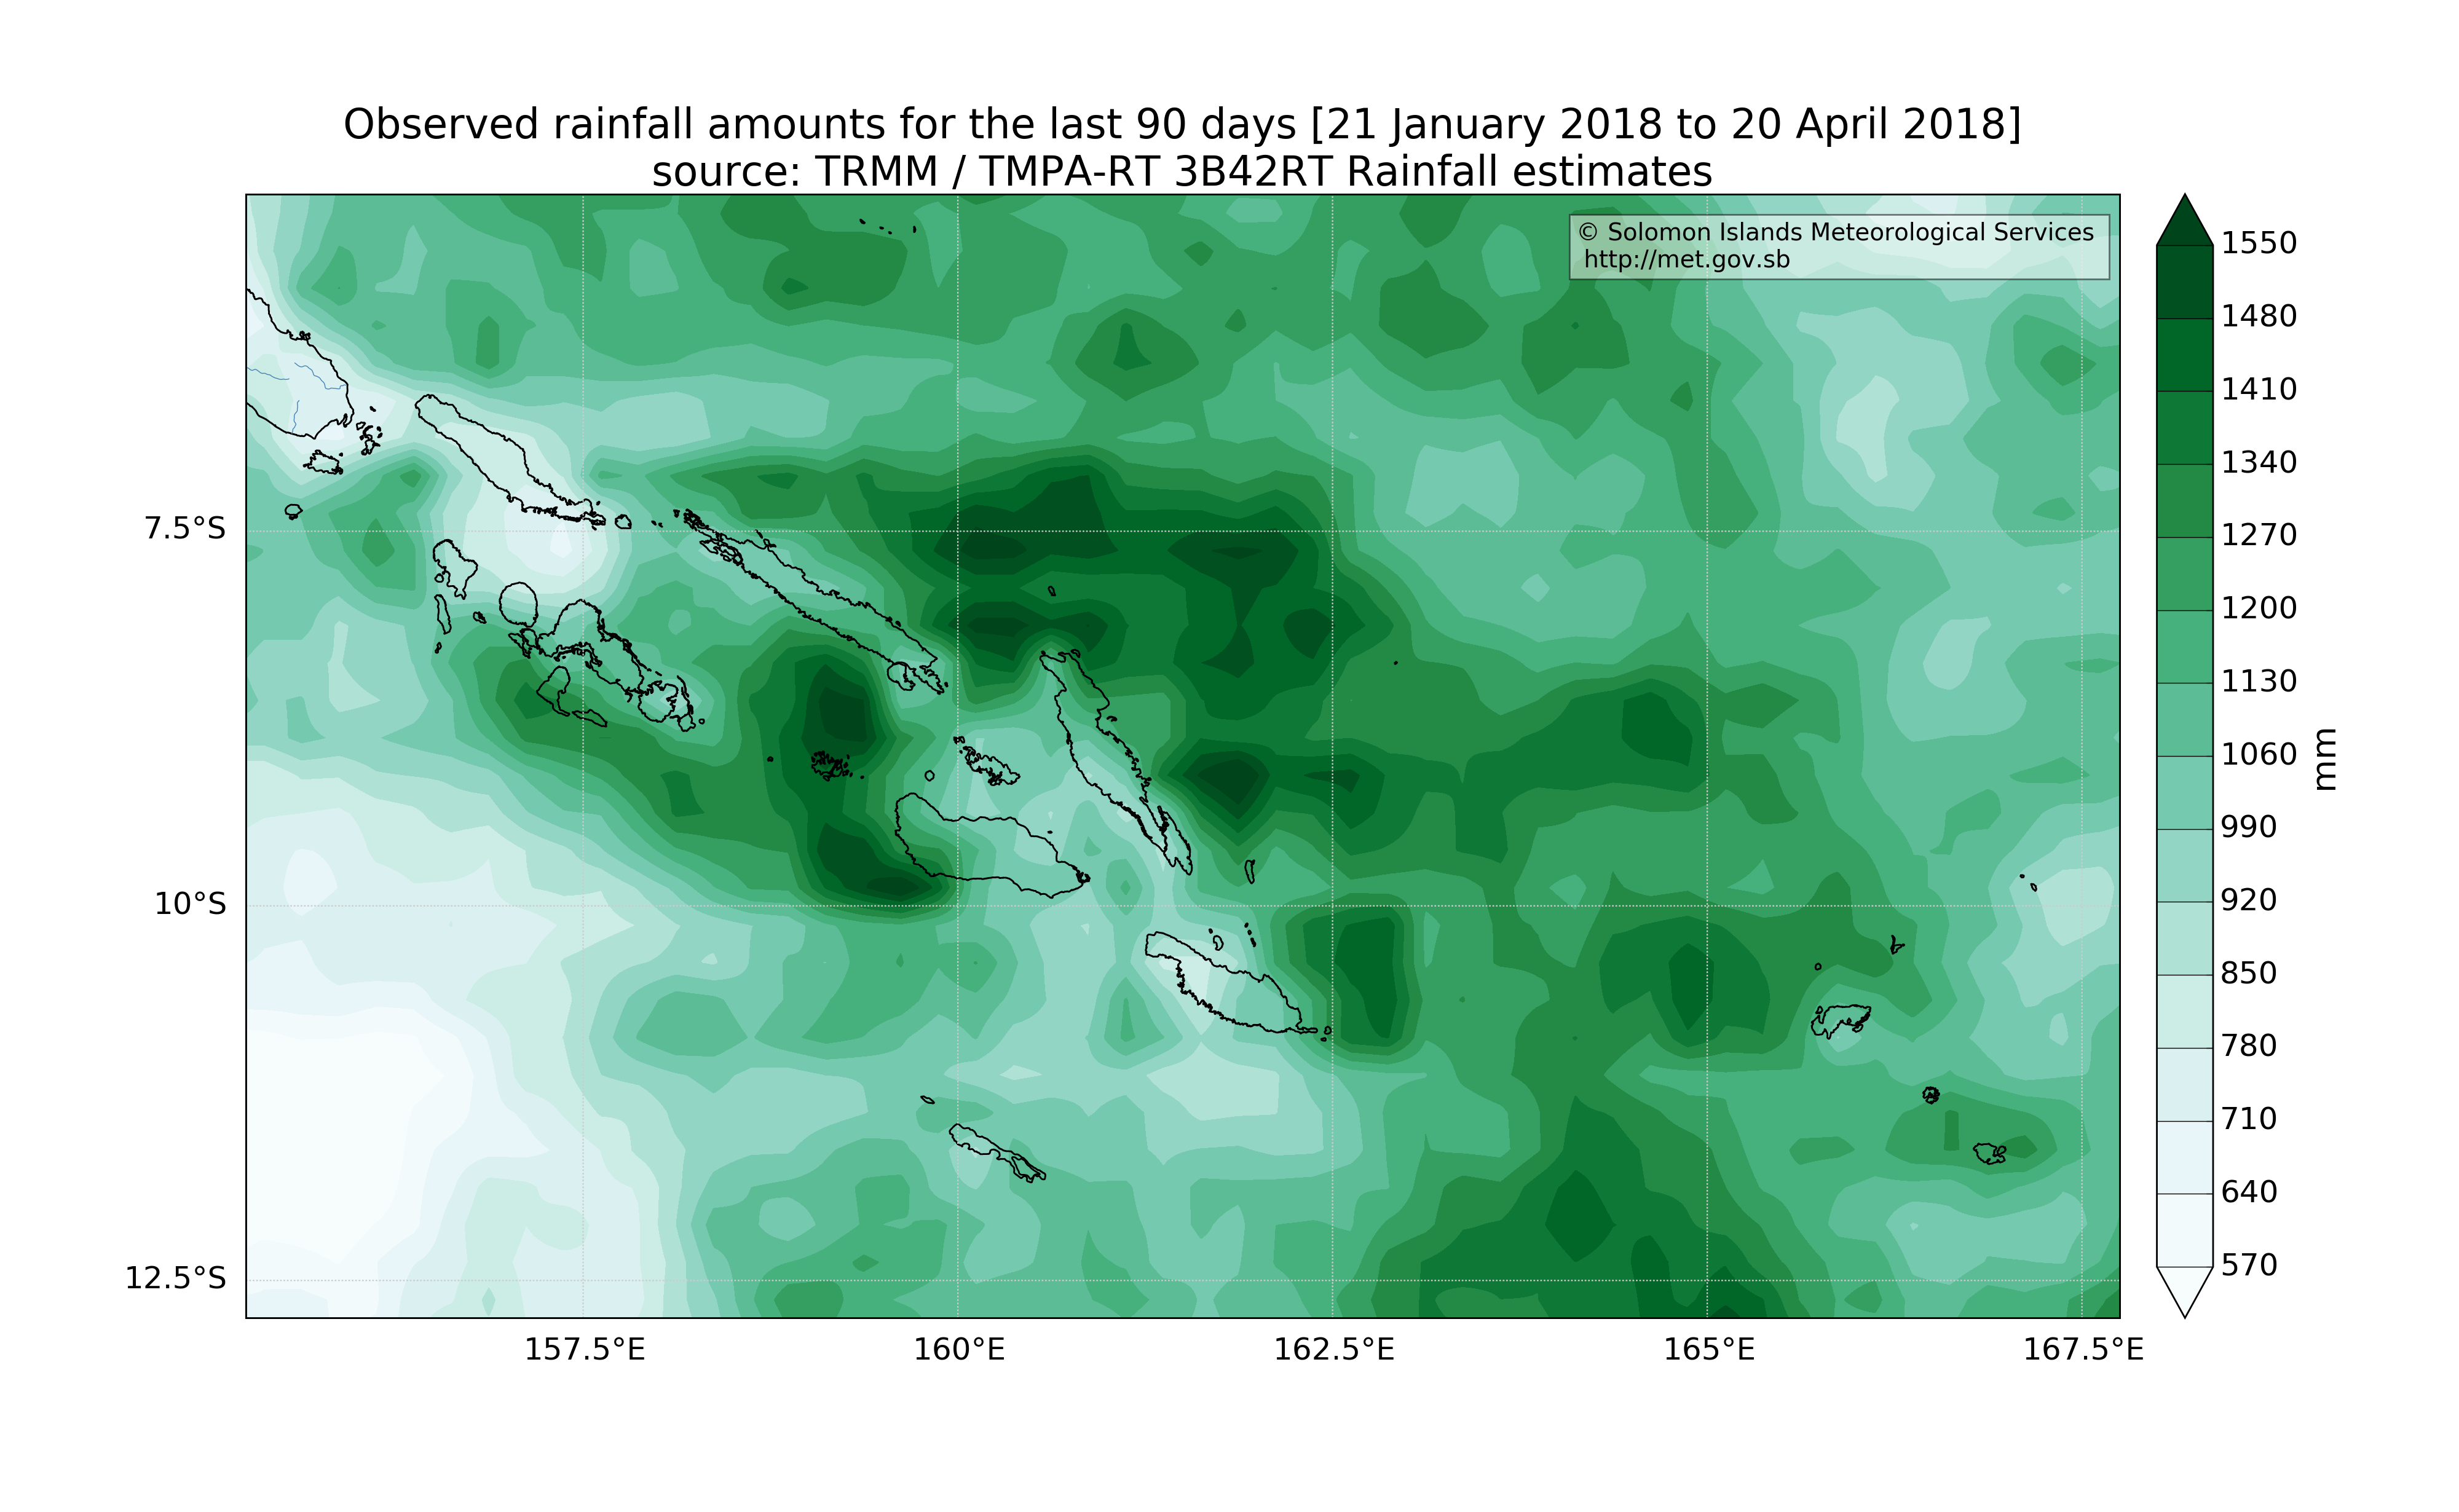 Observed rainfall amounts for the last 90 days [21 January 2018 to 20 April 2018]
source: TRMM / TMPA-RT 3B42RT Rainfall estimates
© Solomon Islands Meteorological Services
http://met.gov.sb
7.5°S
10°S
12.5°S
157.5°E
160°E
162.5°E
165°E
167.5°E
1550
1480
1410
1340
1270
1200
1130
1060
990
920
850
780
710
640
570
mm